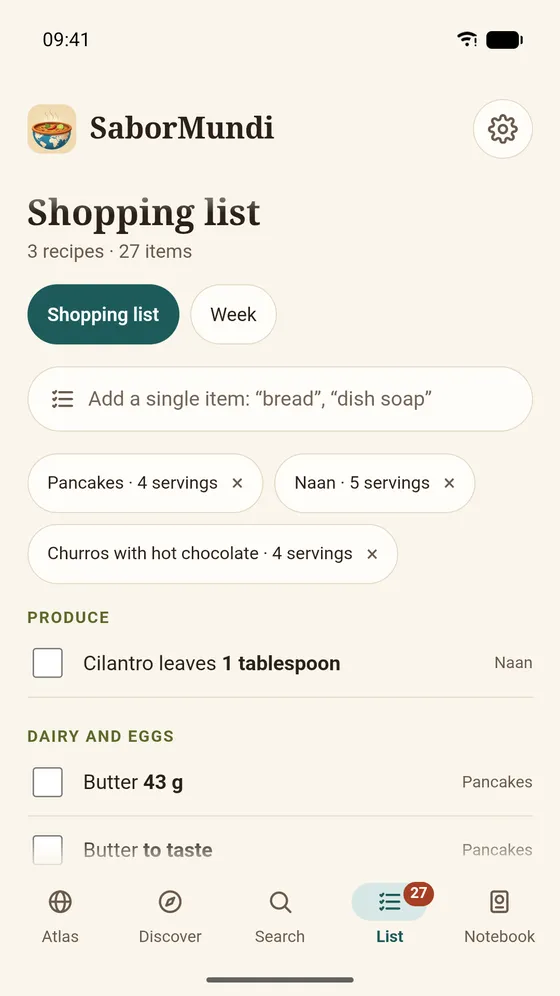 09:41
SaborMundi
Shopping list
3 recipes · 27 items
Shopping list
Week
Add a single item: “bread”, “dish soap”
Pancakes · 4 servings ×
Naan · 5 servings ×
Churros with hot chocolate · 4 servings ×
PRODUCE
Cilantro leaves 1 tablespoon Naan
DAIRY AND EGGS
Butter 43 g Pancakes
Butter to taste Pancakes
27
Atlas Discover Search List Notebook